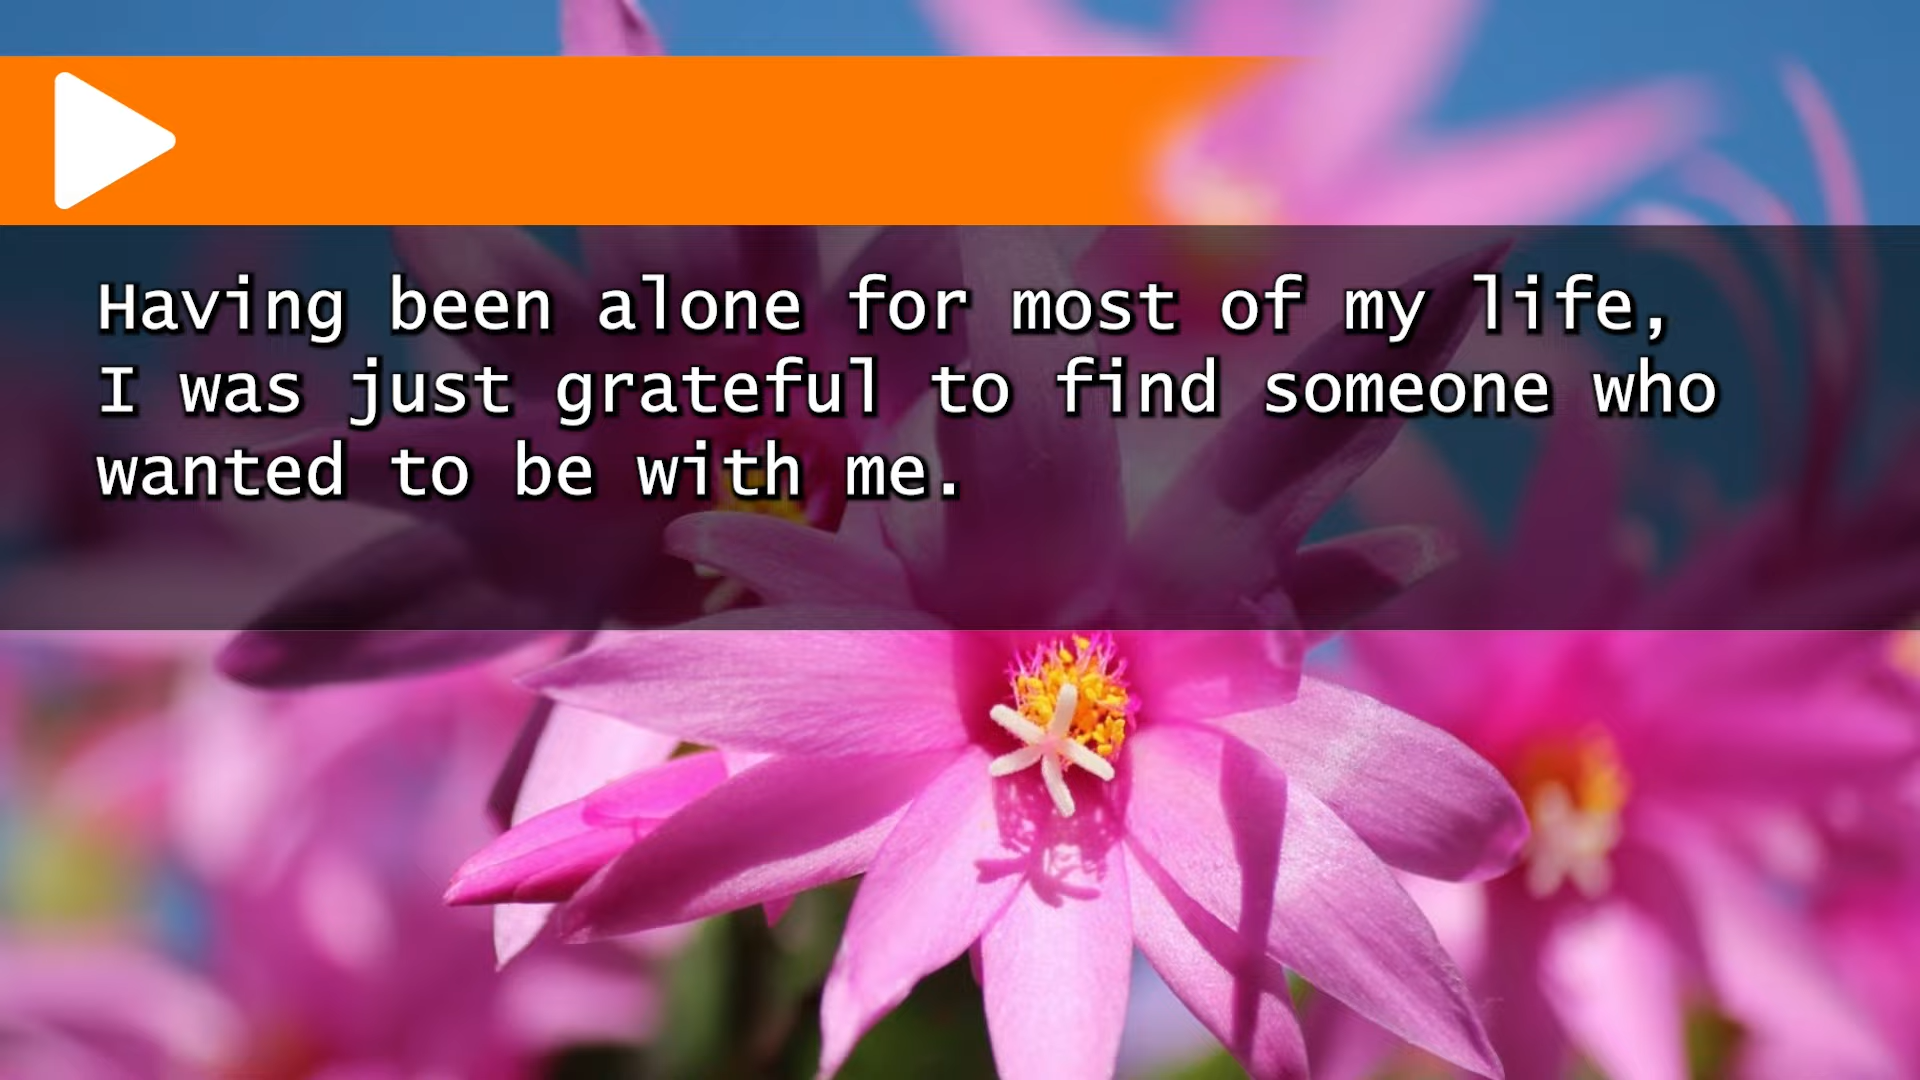 Having been alone for most of my life,
I was just grateful to find someone who
wanted to be with me.